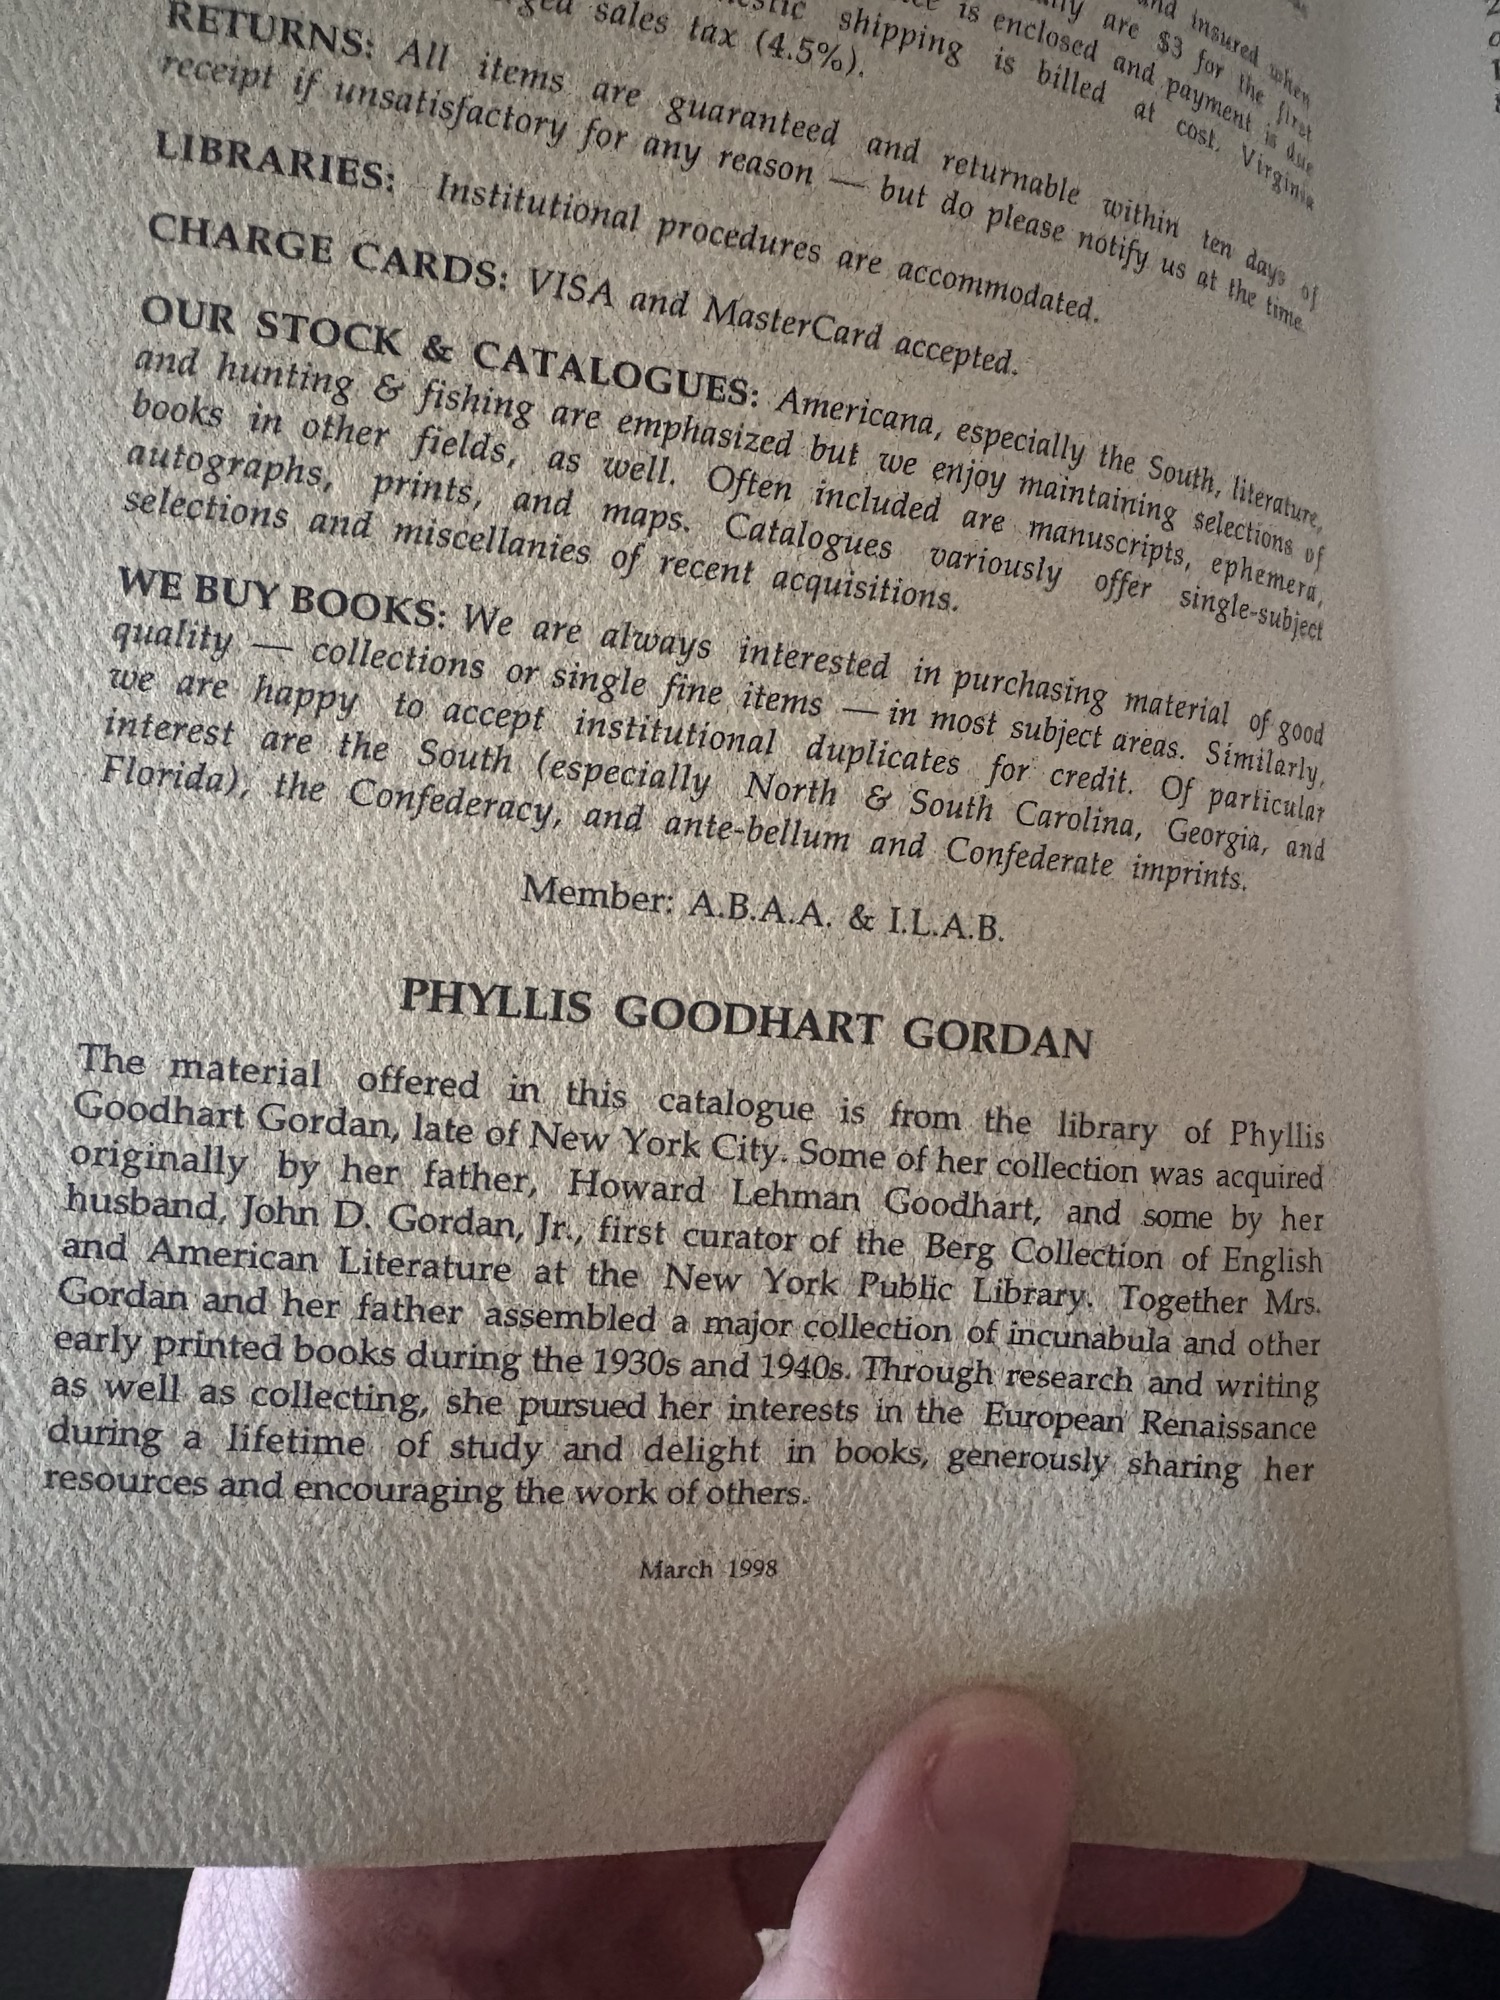 and insured when
are $3 for the first
is enclosed and payment is due
shipping is billed at cost. Virginia
sales tax (4.5%).
RETURNS: All items are guaranteed and returnable within ten days of
receipt if unsatisfactory for any reason — but do please notify us at the time.
LIBRARIES: Institutional procedures are accommodated.
CHARGE CARDS: VISA and MasterCard accepted.
OUR STOCK & CATALOGUES: Americana, especially the South, literature,
and hunting & fishing are emphasized but we enjoy maintaining selections of
books in other fields, as well. Often included are manuscripts, ephemera,
autographs, prints, and maps. Catalogues variously offer single-subject
selections and miscellanies of recent acquisitions.
WE BUY BOOKS: We are always interested in purchasing material of good
quality — collections or single fine items — in most subject areas. Similarly,
we are happy to accept institutional duplicates for credit. Of particular
interest are the South (especially North & South Carolina, Georgia, and
Florida), the Confederacy, and ante-bellum and Confederate imprints.
Member: A.B.A.A. & I.L.A.B.
PHYLLIS GOODHART GORDAN
The material offered in this catalogue is from the library of Phyllis
Goodhart Gordan, late of New York City. Some of her collection was acquired
originally by her father, Howard Lehman Goodhart, and some by her
husband, John D. Gordan, Jr., first curator of the Berg Collection of English
and American Literature at the New York Public Library. Together Mrs.
Gordan and her father assembled a major collection of incunabula and other
early printed books during the 1930s and 1940s. Through research and writing
as well as collecting, she pursued her interests in the European Renaissance
during a lifetime of study and delight in books, generously sharing her
resources and encouraging the work of others.
March 1998